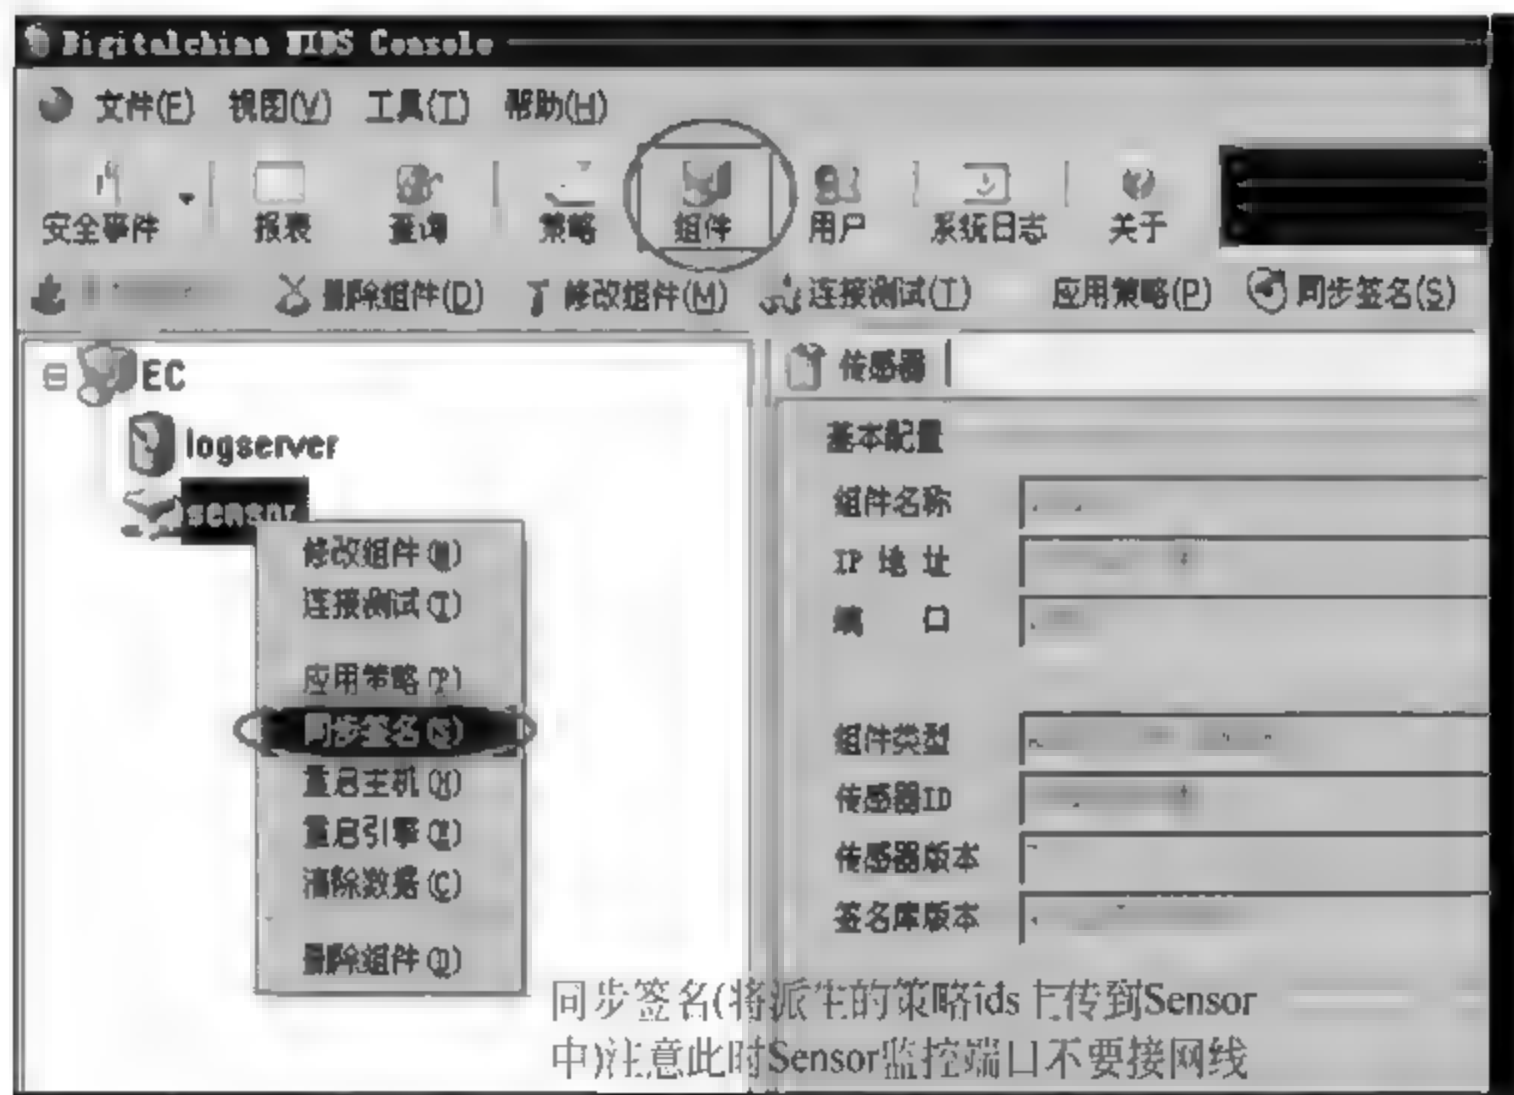 Digitalchina NIDS Console
文件(F) 视图(V) 工具(T) 帮助(H)
安全事件 报表 查询 策略 组件 用户 系统日志 关于
删除组件(D) 修改组件(M) 连接测试(T) 应用策略(P) 同步签名(S)
EC
传感器
logserver
基本配置
sensor
组件名称
修改组件(M)
IP 地 址
连接测试(T)
端 口
应用策略(P)
同步签名(S)
组件类型
重启主机(H)
传感器ID
重启引擎(E)
传感器版本
清除数据(C)
签名库版本
删除组件(D)
同步签名(将派生的策略ids上传到Sensor
中)注意此时Sensor监控端口不要接网线